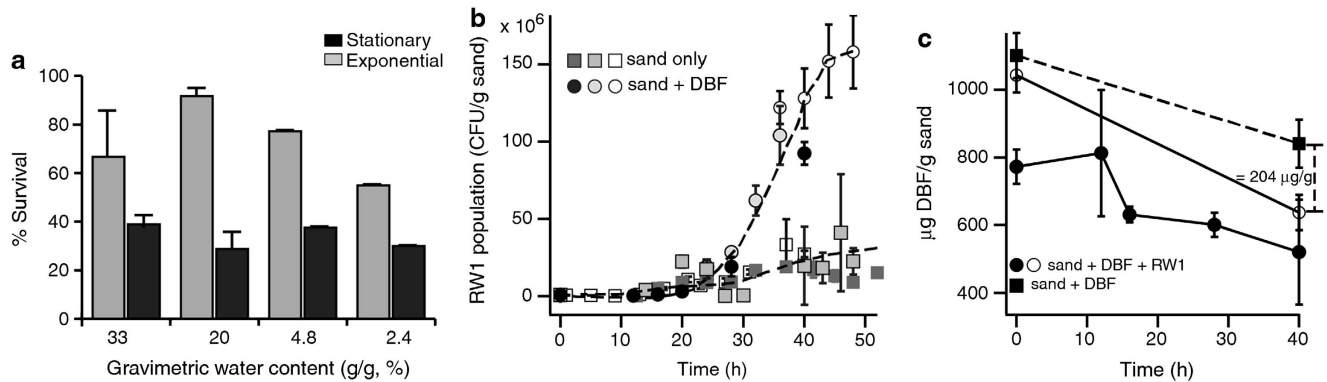 a
Stationary
Exponential
% Survival
100
80
60
40
20
0
33 20 4.8 2.4
Gravimetric water content (g/g, %)
b
x 10⁶
RW1 population (CFU/g sand)
sand only
sand + DBF
150
100
50
0
0 10 20 30 40 50
Time (h)
c
µg DBF/g sand
1000
800
600
400
= 204 µg/g
sand + DBF + RW1
sand + DBF
0 10 20 30 40
Time (h)